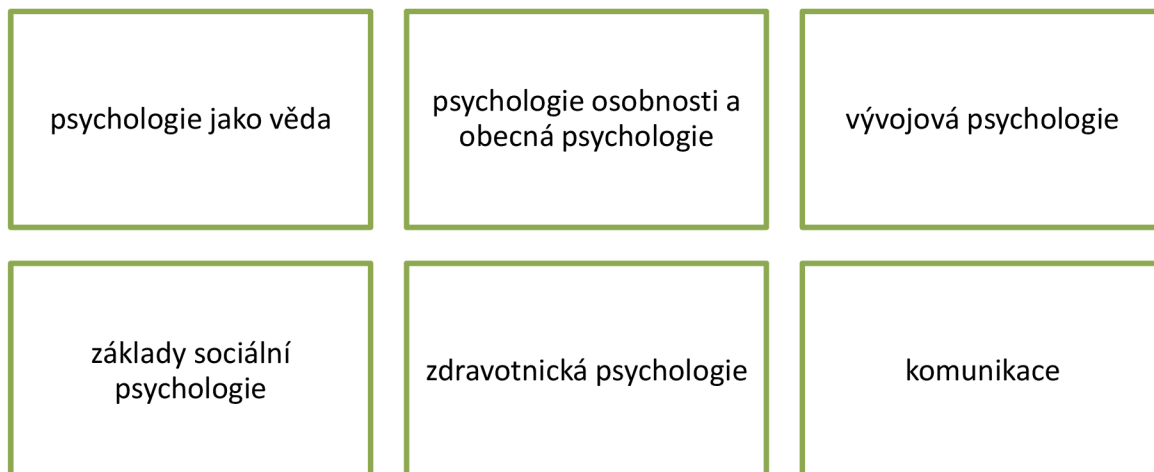 psychologie jako věda
psychologie osobnosti a
obecná psychologie
vývojová psychologie
základy sociální
psychologie
zdravotnická psychologie
komunikace